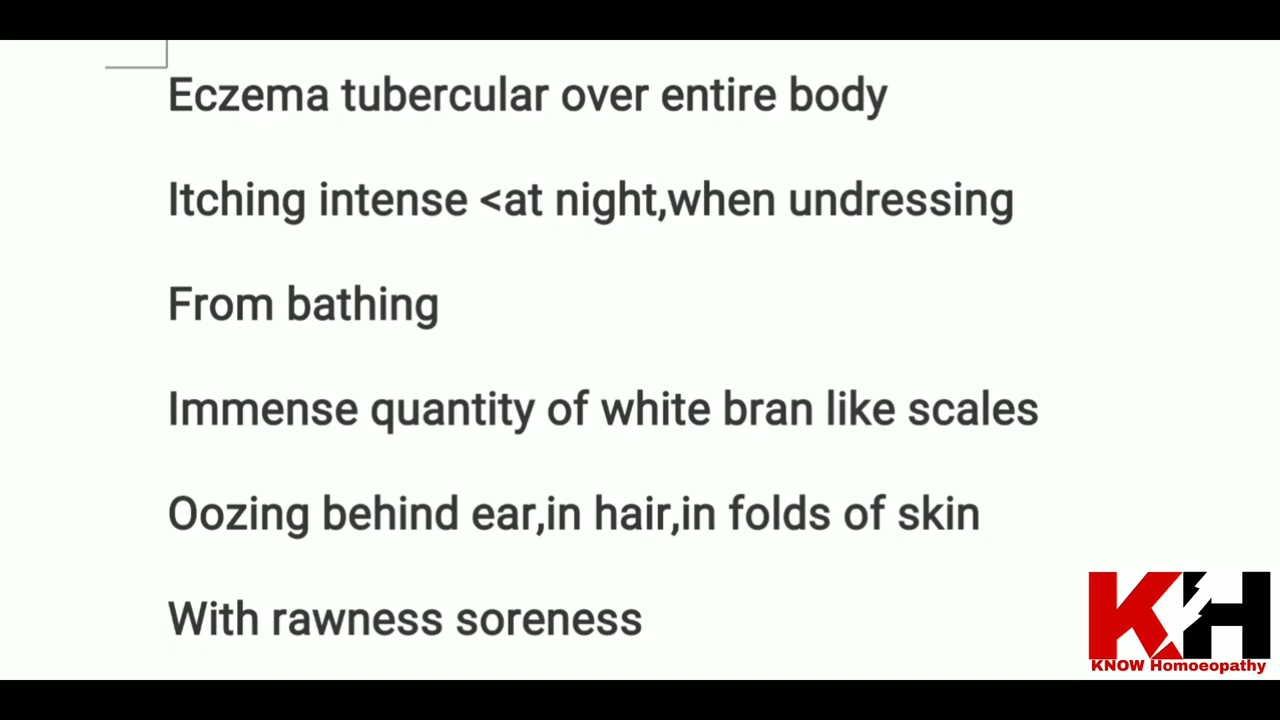 Eczema tubercular over entire body
Itching intense <at night,when undressing
From bathing
Immense quantity of white bran like scales
Oozing behind ear,in hair,in folds of skin
With rawness soreness
KH
KNOW Homoeopathy